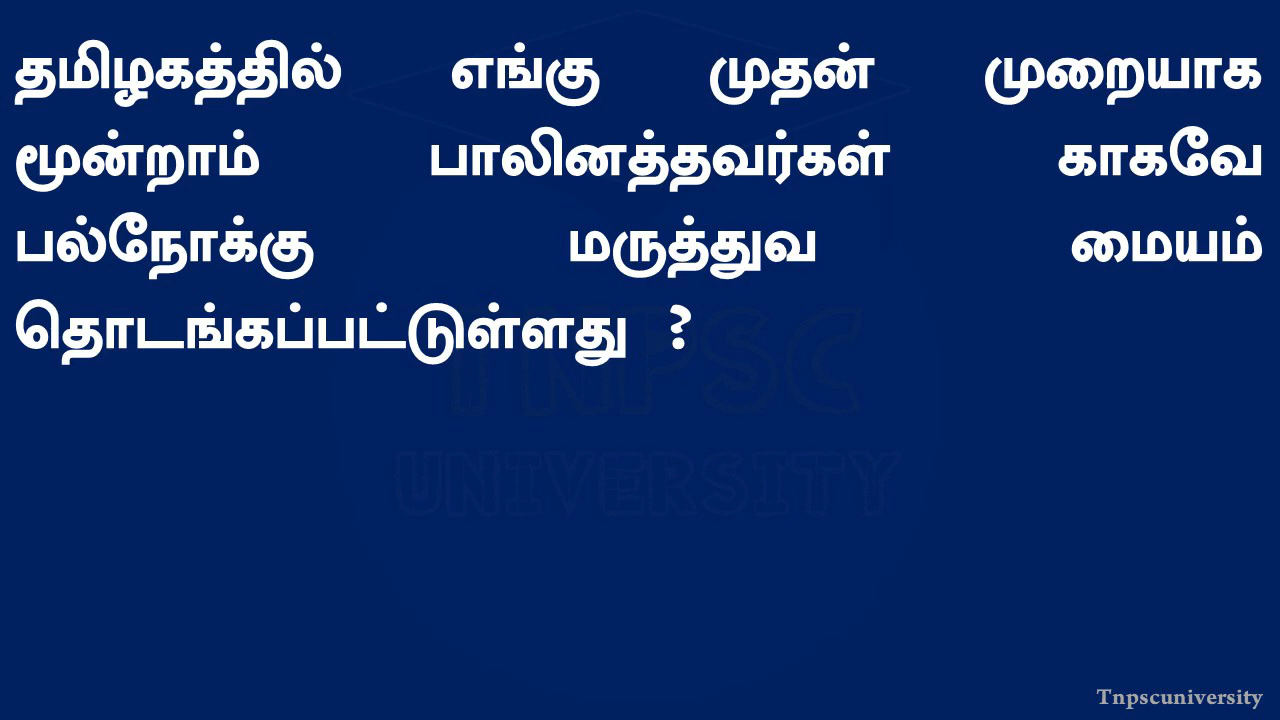 தமிழகத்தில் எங்கு முதன் முறையாக
மூன்றாம் பாலினத்தவர்கள் காகவே
பல்நோக்கு மருத்துவ மையம்
தொடங்கப்பட்டுள்ளது ?
TNPSC
UNIVERSITY
Tnpscuniversity